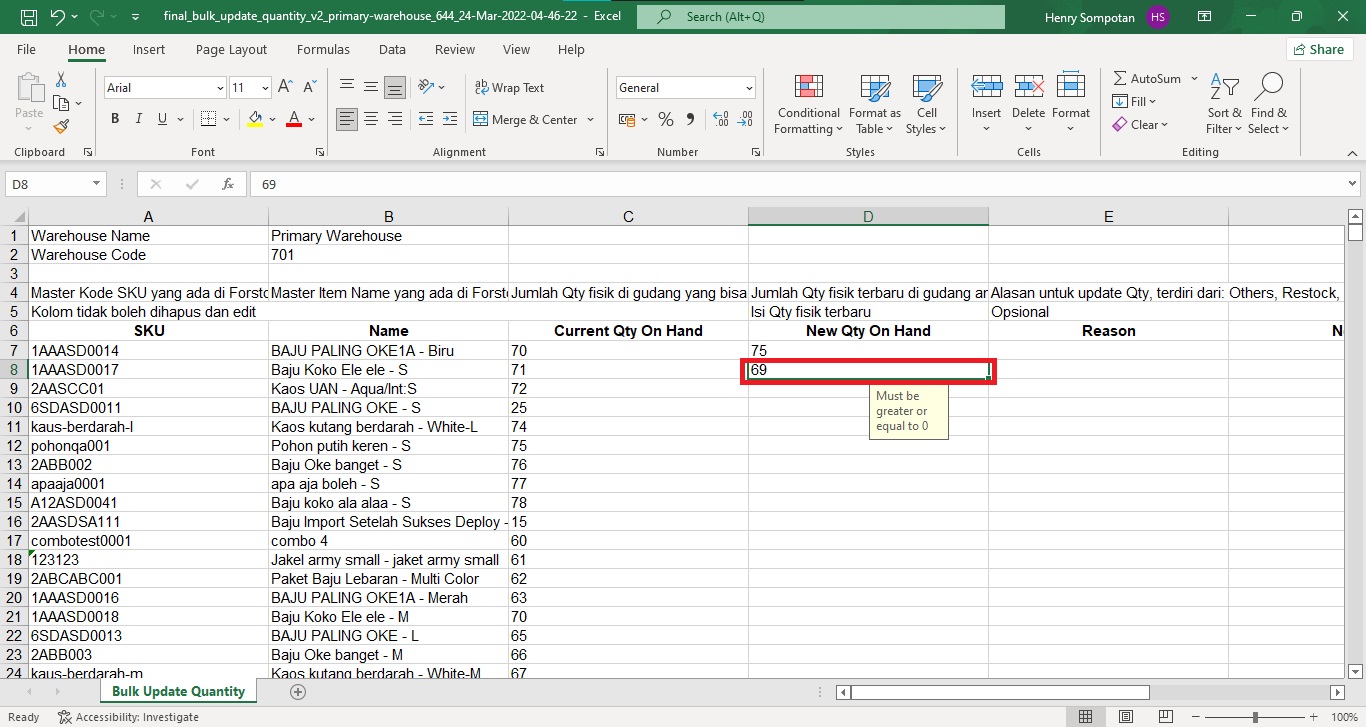 final_bulk_update_quantity_v2_primary-warehouse_644_24-Mar-2022-04-46-22 - Excel
Search (Alt+Q)
Henry Sompotan HS
File Home Insert Page Layout Formulas Data Review View Help
Share
Paste
Arial 11
Wrap Text
Merge & Center
General
Conditional Formatting
Format as Table
Cell Styles
Insert Delete Format
AutoSum
Fill
Clear
Sort & Filter
Find & Select
Clipboard Font Alignment Number Styles Cells Editing
D8 fx 69
A B C D E
1 Warehouse Name Primary Warehouse
2 Warehouse Code 701
3
4 Master Kode SKU yang ada di Forsto Master Item Name yang ada di Forsto Jumlah Qty fisik di gudang yang bisa Jumlah Qty fisik terbaru di gudang ar Alasan untuk update Qty, terdiri dari: Others, Restock,
5 Kolom tidak boleh dihapus dan edit Isi Qty fisik terbaru Opsional
6 SKU Name Current Qty On Hand New Qty On Hand Reason N
7 1AAASD0014 BAJU PALING OKE1A - Biru 70 75
8 1AAASD0017 Baju Koko Ele ele - S 71 69
9 2AASCC01 Kaos UAN - Aqua/Int:S 72
Must be
greater or
equal to 0
10 6SDASD0011 BAJU PALING OKE - S 25
11 kaus-berdarah-l Kaos kutang berdarah - White-L 74
12 pohonqa001 Pohon putih keren - S 75
13 2ABB002 Baju Oke banget - S 76
14 apaaja0001 apa aja boleh - S 77
15 A12ASD0041 Baju koko ala alaa - S 78
16 2AASDSA111 Baju Import Setelah Sukses Deploy - 15
17 combotest0001 combo 4 60
18 123123 Jakel army small - jaket army small 61
19 2ABCABC001 Paket Baju Lebaran - Multi Color 62
20 1AAASD0016 BAJU PALING OKE1A - Merah 63
21 1AAASD0018 Baju Koko Ele ele - M 70
22 6SDASD0013 BAJU PALING OKE - L 65
23 2ABB003 Baju Oke banget - M 66
24 kaus-berdarah-m Kaos kutang berdarah - White-M 67
Bulk Update Quantity
Ready Accessibility: Investigate 100%